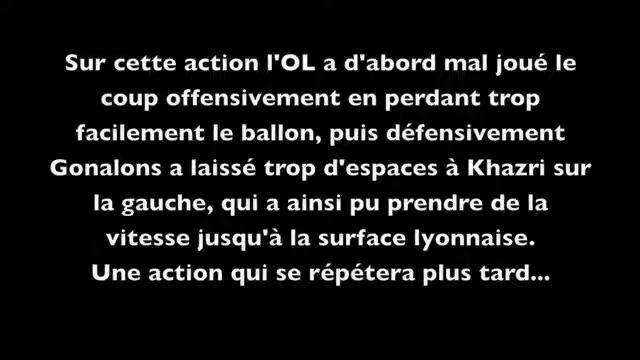 Sur cette action l'OL a d'abord mal joué le
coup offensivement en perdant trop
facilement le ballon, puis défensivement
Gonalons a laissé trop d'espaces à Khazri sur
la gauche, qui a ainsi pu prendre de la
vitesse jusqu'à la surface lyonnaise.
Une action qui se répétera plus tard...